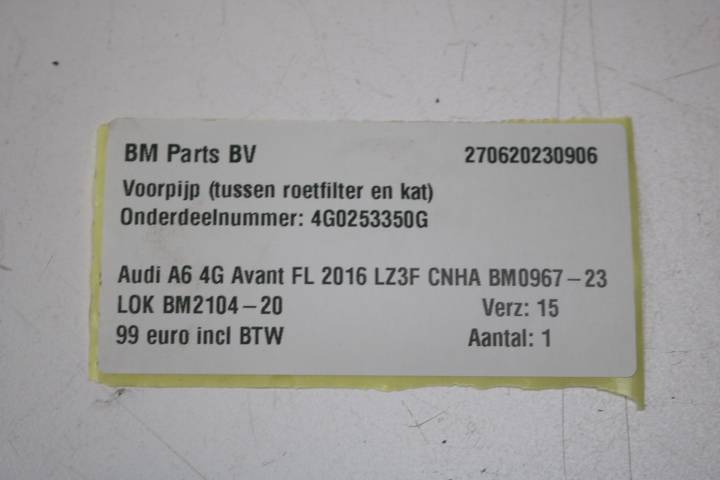 BM Parts BV 270620230906
Voorpijp (tussen roetfilter en kat)
Onderdeelnummer: 4G0253350G
Audi A6 4G Avant FL 2016 LZ3F CNHA BM0967-23
LOK BM2104-20 Verz: 15
99 euro incl BTW Aantal: 1